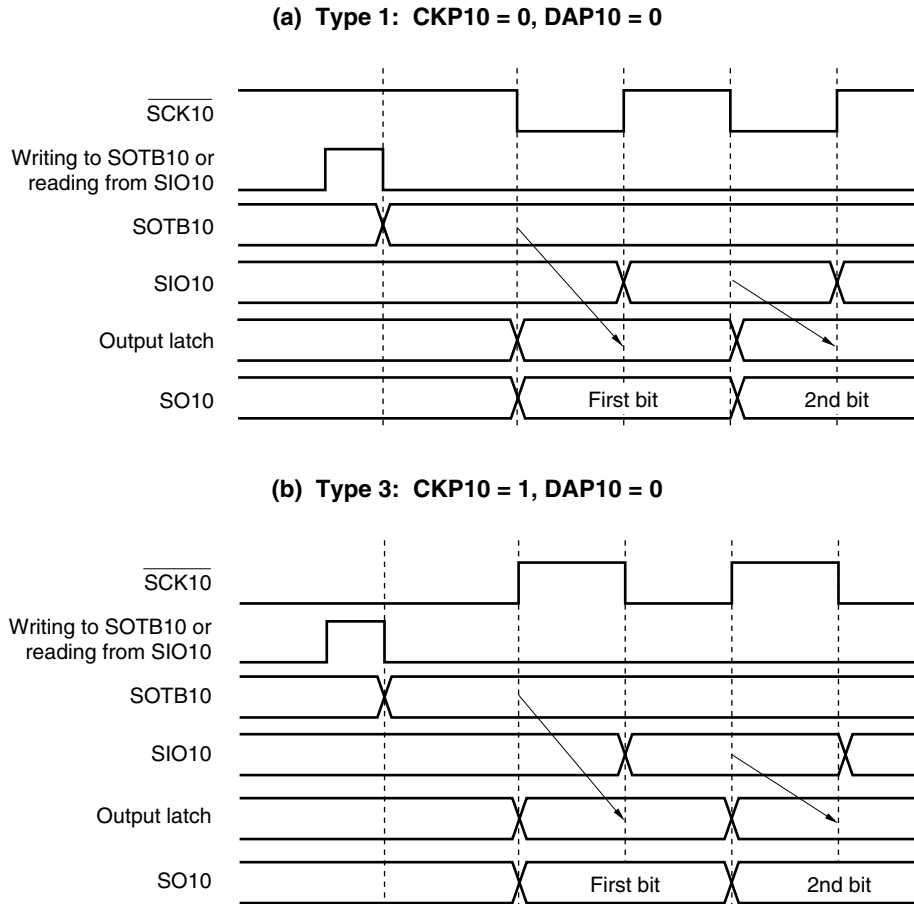 (a) Type 1: CKP10 = 0, DAP10 = 0
SCK10
Writing to SOTB10 or
reading from SIO10
SOTB10
SIO10
Output latch
SO10
First bit
2nd bit
(b) Type 3: CKP10 = 1, DAP10 = 0
SCK10
Writing to SOTB10 or
reading from SIO10
SOTB10
SIO10
Output latch
SO10
First bit
2nd bit